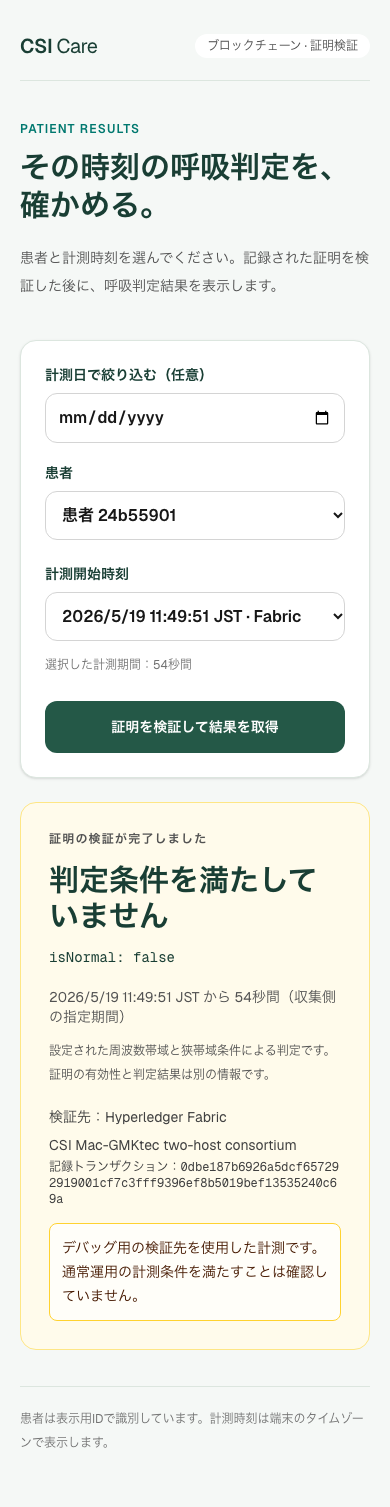 CSI Care
ブロックチェーン · 証明検証
PATIENT RESULTS
その時刻の呼吸判定を、
確かめる。
患者と計測時刻を選んでください。記録された証明を検
証した後に、呼吸判定結果を表示します。
計測日で絞り込む（任意）
mm/dd/yyyy
患者
患者 24b55901
計測開始時刻
2026/5/19 11:49:51 JST · Fabric
選択した計測期間：54秒間
証明を検証して結果を取得
証明の検証が完了しました
判定条件を満たして
いません
isNormal: false
2026/5/19 11:49:51 JST から 54秒間（収集側
の指定期間）
設定された周波数帯域と狭帯域条件による判定です。
証明の有効性と判定結果は別の情報です。
検証先：Hyperledger Fabric
CSI Mac-GMKtec two-host consortium
記録トランザクション：0dbe187b6926a5dcf65729
2919001cf7c3fff9396ef8b5019bef13535240c6
9a
デバッグ用の検証先を使用した計測です。
通常運用の計測条件を満たすことは確認し
ていません。
患者は表示用IDで識別しています。計測時刻は端末のタイムゾー
ンで表示します。